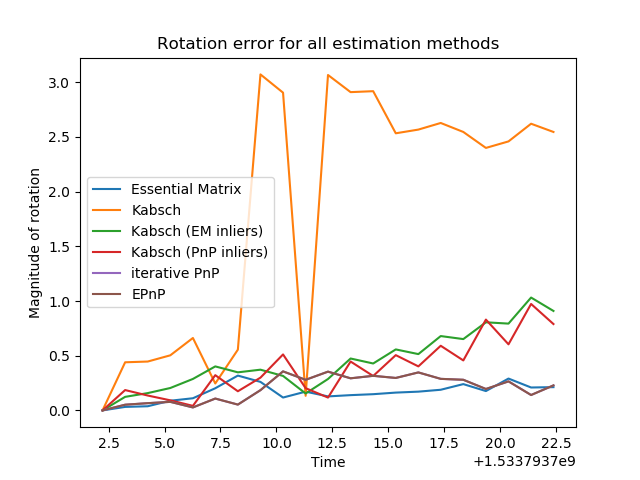 Rotation error for all estimation methods
Magnitude of rotation
3.0
2.5
2.0
1.5
1.0
0.5
0.0
Essential Matrix
Kabsch
Kabsch (EM inliers)
Kabsch (PnP inliers)
iterative PnP
EPnP
2.5 5.0 7.5 10.0 12.5 15.0 17.5 20.0 22.5
Time
+1.5337937e9